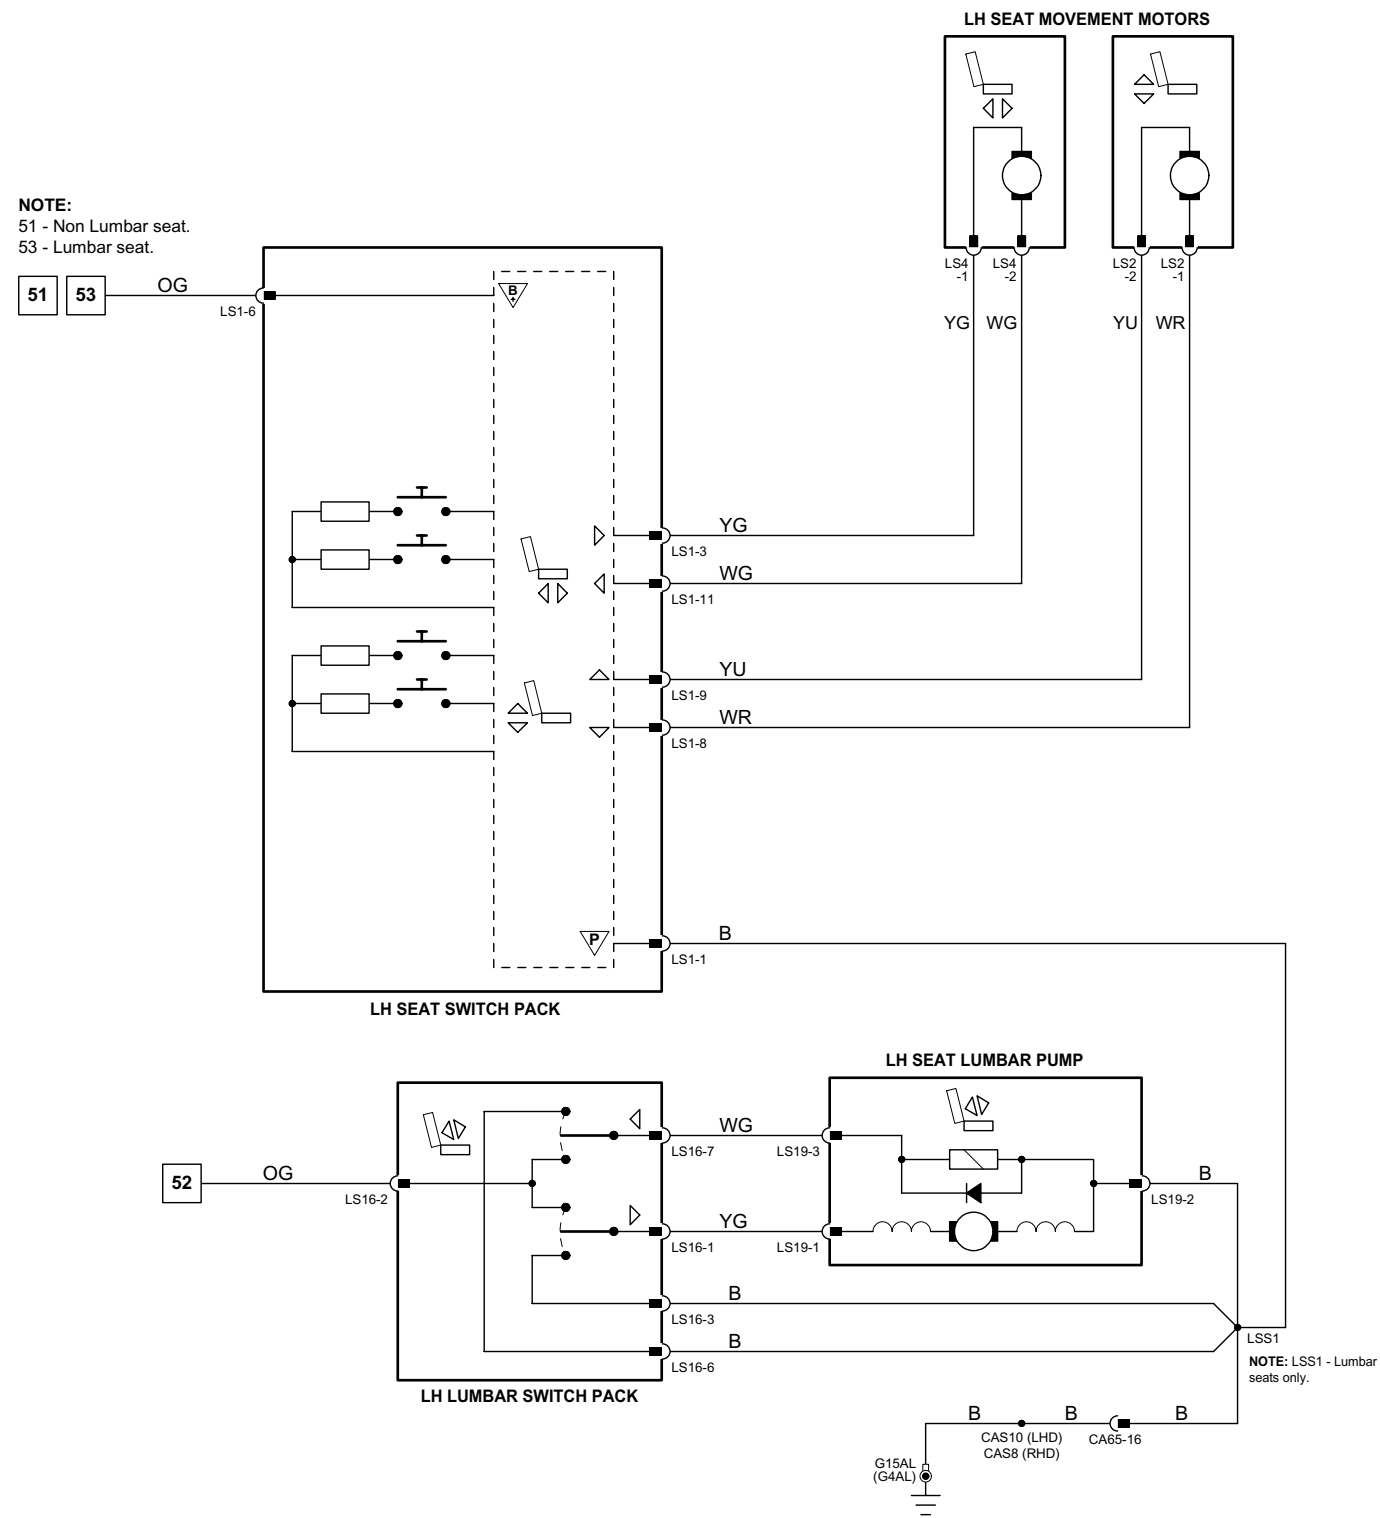 LH SEAT MOVEMENT MOTORS
NOTE:
51 - Non Lumbar seat.
53 - Lumbar seat.
51 53 OG
LS1-6
B
+
LS4
-1
LS4
-2
LS2
-2
LS2
-1
YG WG YU WR
YG
LS1-3
WG
LS1-11
YU
LS1-9
WR
LS1-8
P
B
LS1-1
LH SEAT SWITCH PACK
LH SEAT LUMBAR PUMP
WG
LS16-7 LS19-3
52 OG
LS16-2
B
LS19-2
YG
LS16-1 LS19-1
B
LS16-3
B
LS16-6
LSS1
NOTE: LSS1 - Lumbar
seats only.
LH LUMBAR SWITCH PACK
B B B
CAS10 (LHD)
CAS8 (RHD)
CA65-16
G15AL
(G4AL)